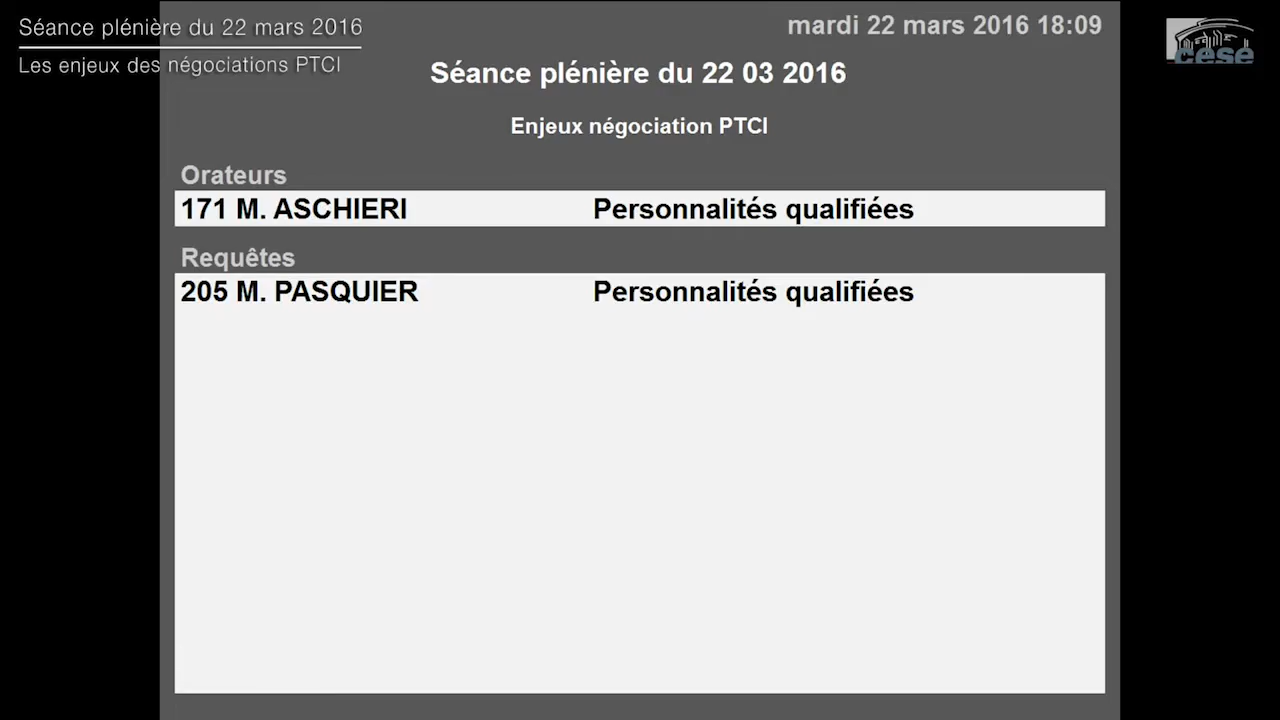 Séance plénière du 22 mars 2016
Les enjeux des négociations PTCI
mardi 22 mars 2016 18:09
cese
Séance plénière du 22 03 2016
Enjeux négociation PTCI
Orateurs
171 M. ASCHIERI Personnalités qualifiées
Requêtes
205 M. PASQUIER Personnalités qualifiées